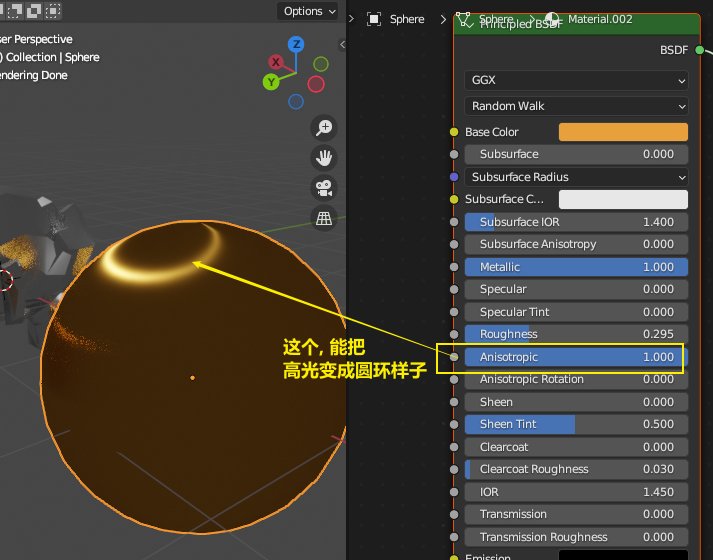 Options
Sphere
Sphere
Material.002
ser Perspective
) Collection | Sphere
ndering Done
Z
X
Y
Principled BSDF
BSDF
GGX
Random Walk
Base Color
Subsurface 0.000
Subsurface Radius
Subsurface C...
Subsurface IOR 1.400
Subsurface Anisotropy 0.000
Metallic 1.000
Specular 0.000
Specular Tint 0.000
Roughness 0.295
Anisotropic 1.000
Anisotropic Rotation 0.000
Sheen 0.000
Sheen Tint 0.500
Clearcoat 0.000
Clearcoat Roughness 0.030
IOR 1.450
Transmission 0.000
Transmission Roughness 0.000
Emission
这个, 能把
高光变成圆环样子